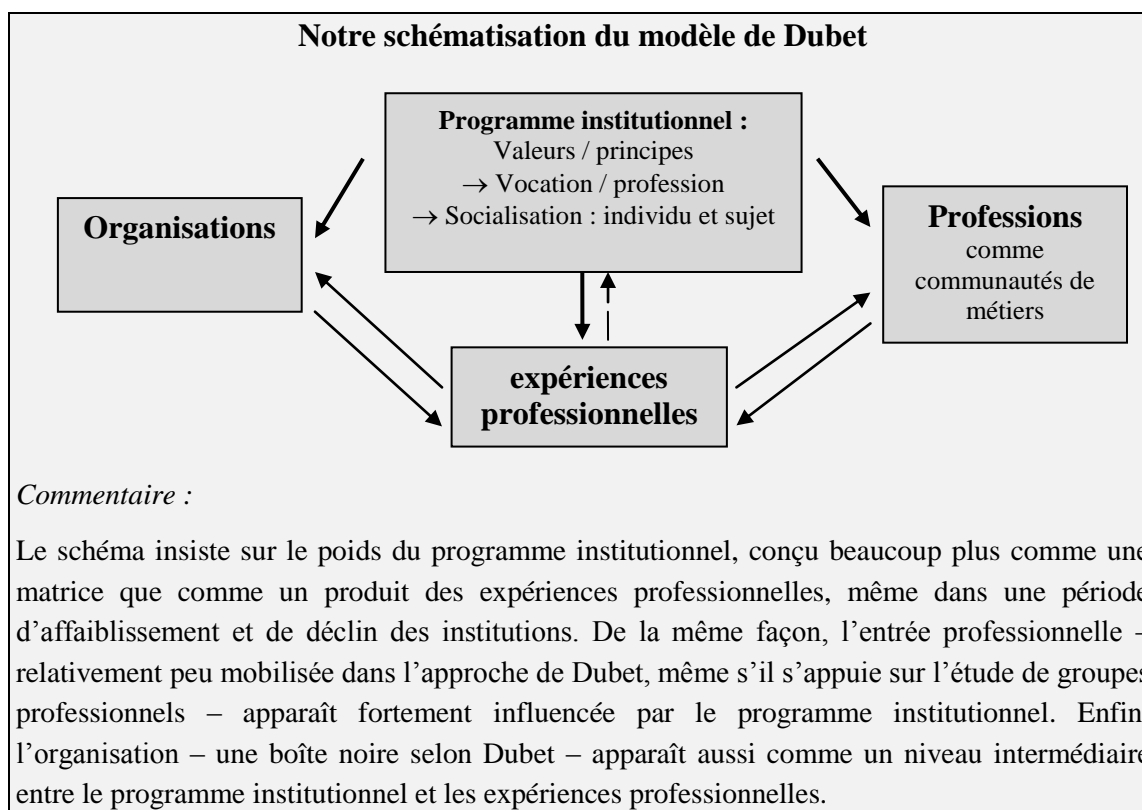 Notre schématisation du modèle de Dubet
Programme institutionnel :
Valeurs / principes
→ Vocation / profession
→ Socialisation : individu et sujet
Organisations
Professions
comme
communautés de
métiers
expériences
professionnelles
Commentaire :
Le schéma insiste sur le poids du programme institutionnel, conçu beaucoup plus comme une
matrice que comme un produit des expériences professionnelles, même dans une période
d’affaiblissement et de déclin des institutions. De la même façon, l’entrée professionnelle –
relativement peu mobilisée dans l’approche de Dubet, même s’il s’appuie sur l’étude de groupes
professionnels – apparaît fortement influencée par le programme institutionnel. Enfin
l’organisation – une boîte noire selon Dubet – apparaît aussi comme un niveau intermédiaire
entre le programme institutionnel et les expériences professionnelles.